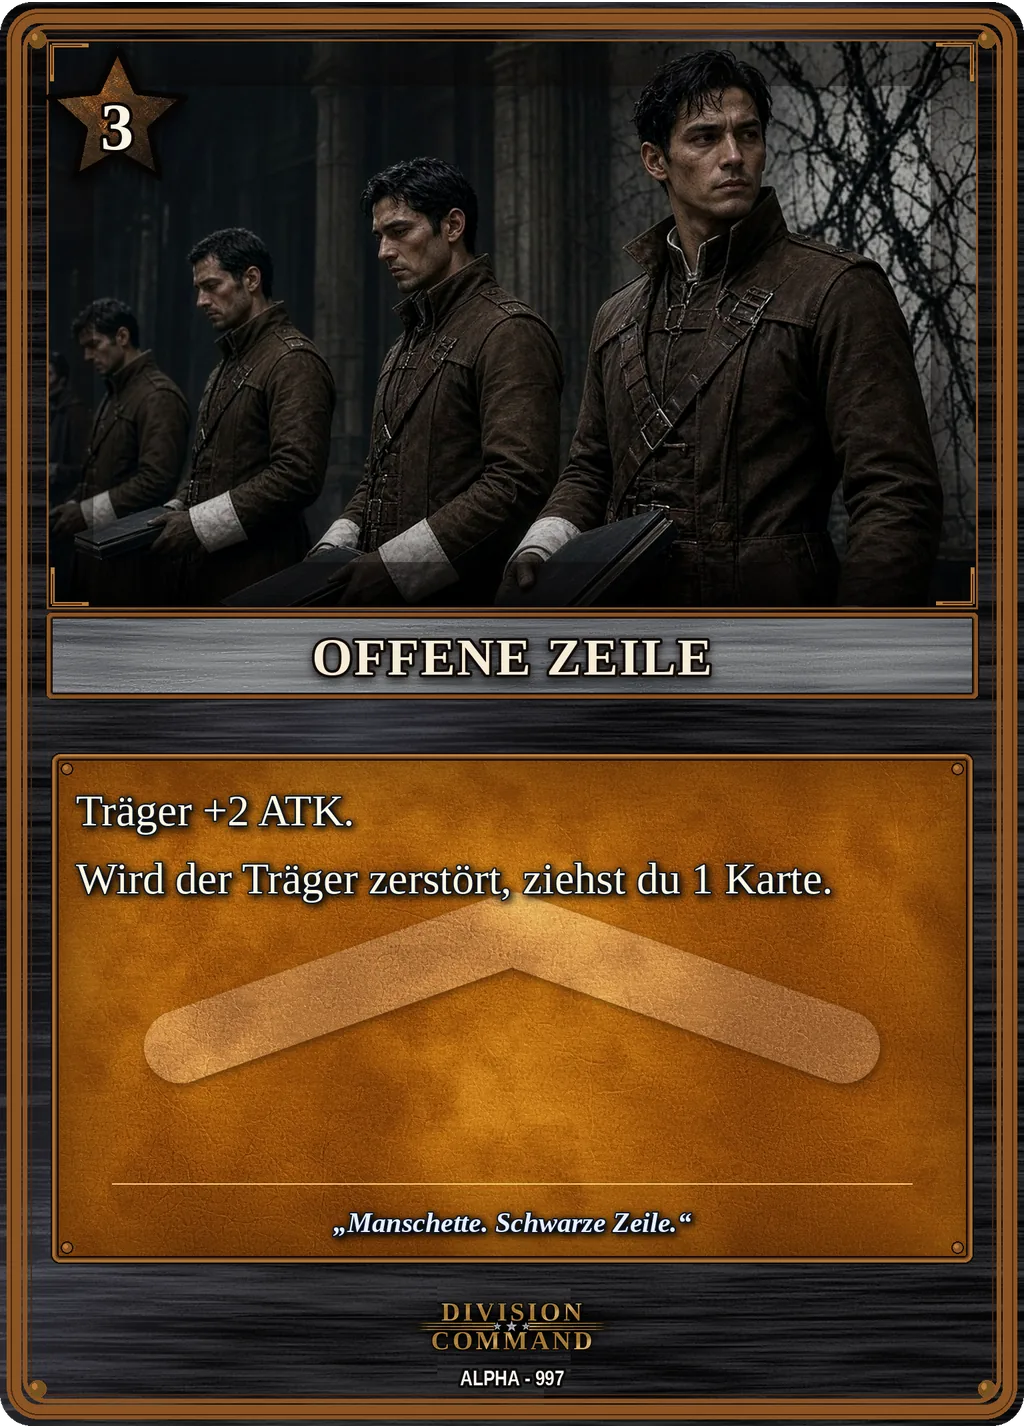 3
OFFENE ZEILE
Träger +2 ATK.
Wird der Träger zerstört, ziehst du 1 Karte.
„Manschette. Schwarze Zeile.“
DIVISION
COMMAND
ALPHA - 997